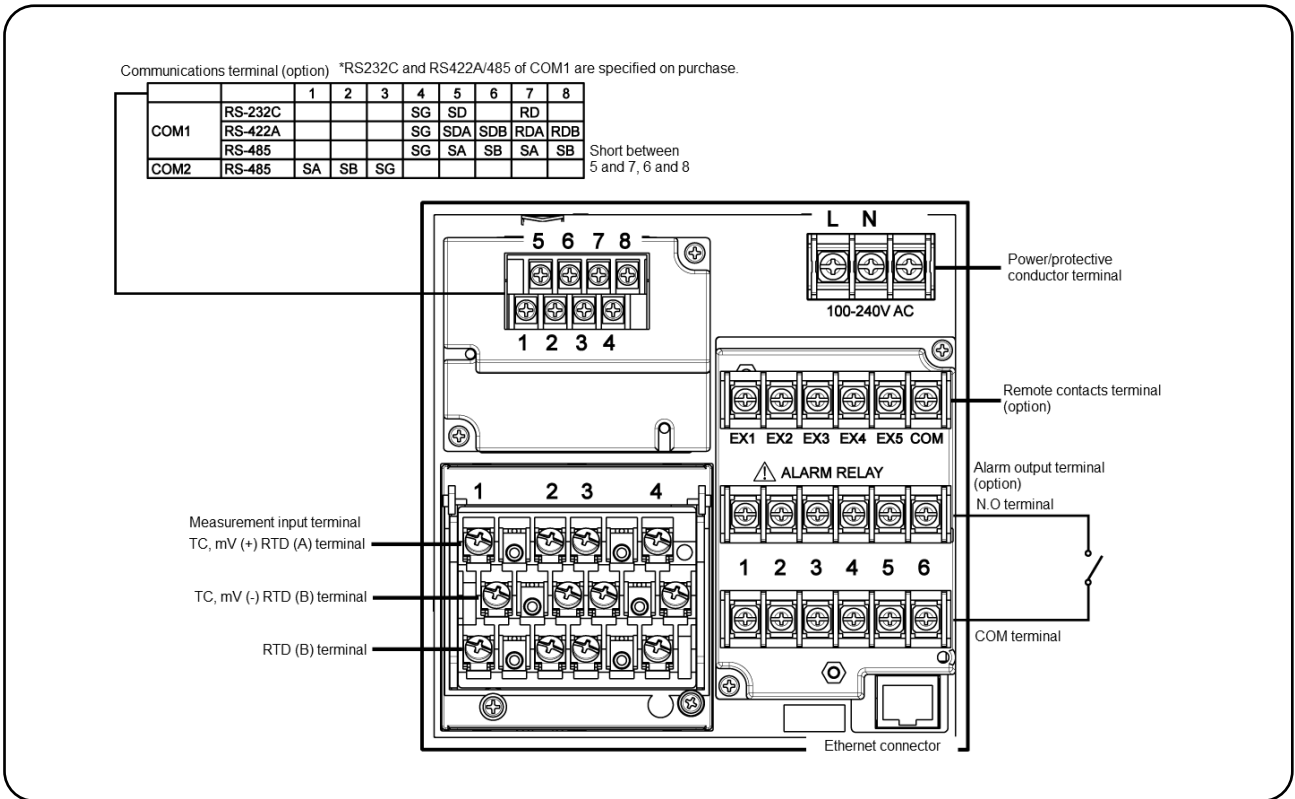 Communications terminal (option) *RS232C and RS422A/485 of COM1 are specified on purchase.
1 2 3 4 5 6 7 8
RS-232C SG SD RD
COM1 RS-422A SG SDA SDB RDA RDB
RS-485 SG SA SB SA SB
COM2 RS-485 SA SB SG
Short between
5 and 7, 6 and 8
L N
5 6 7 8
Power/protective
conductor terminal
100-240V AC
1 2 3 4
Remote contacts terminal
(option)
EX1 EX2 EX3 EX4 EX5 COM
⚠ ALARM RELAY
Alarm output terminal
(option)
N.O terminal
1 2 3 4
Measurement input terminal
TC, mV (+) RTD (A) terminal
1 2 3 4 5 6
TC, mV (-) RTD (B) terminal
COM terminal
RTD (B) terminal
Ethernet connector